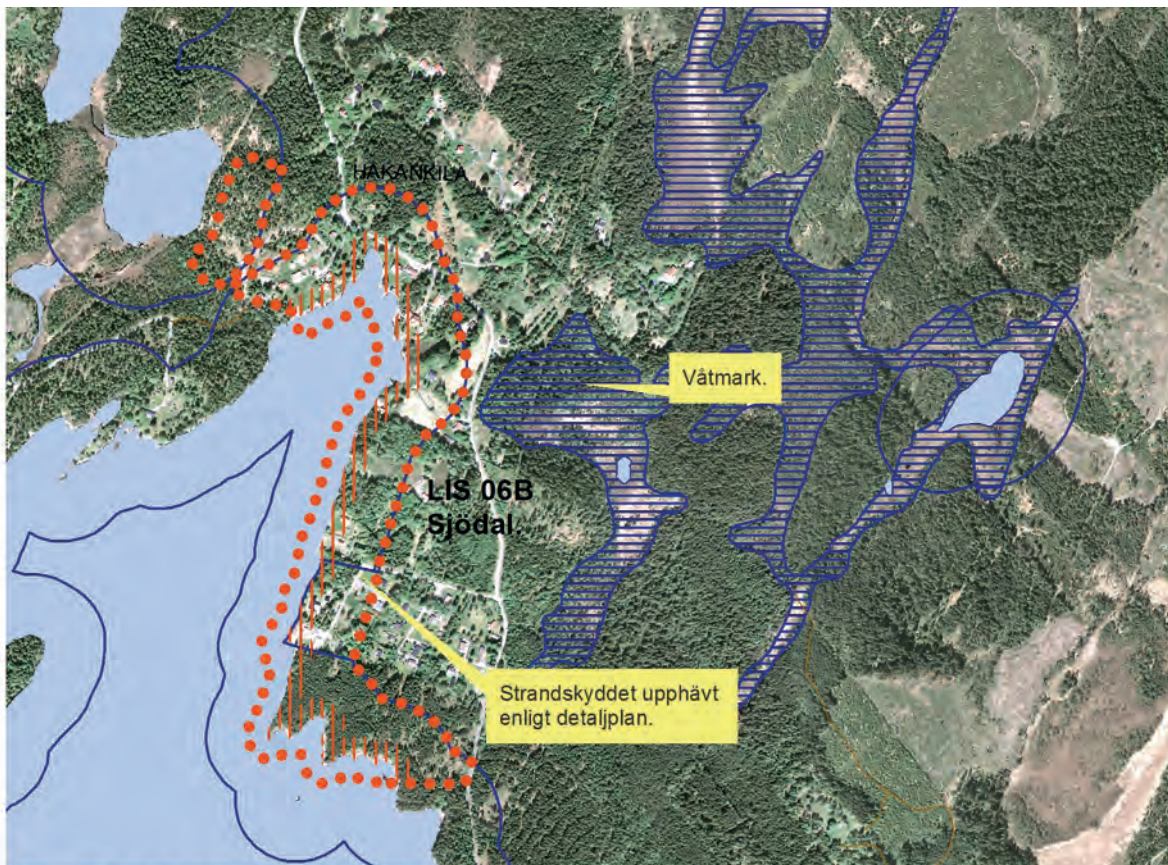 HÅKANKILA
Våtmark.
LIS 06B
Sjödal.
Strandskyddet upphävt
enligt detaljplan.